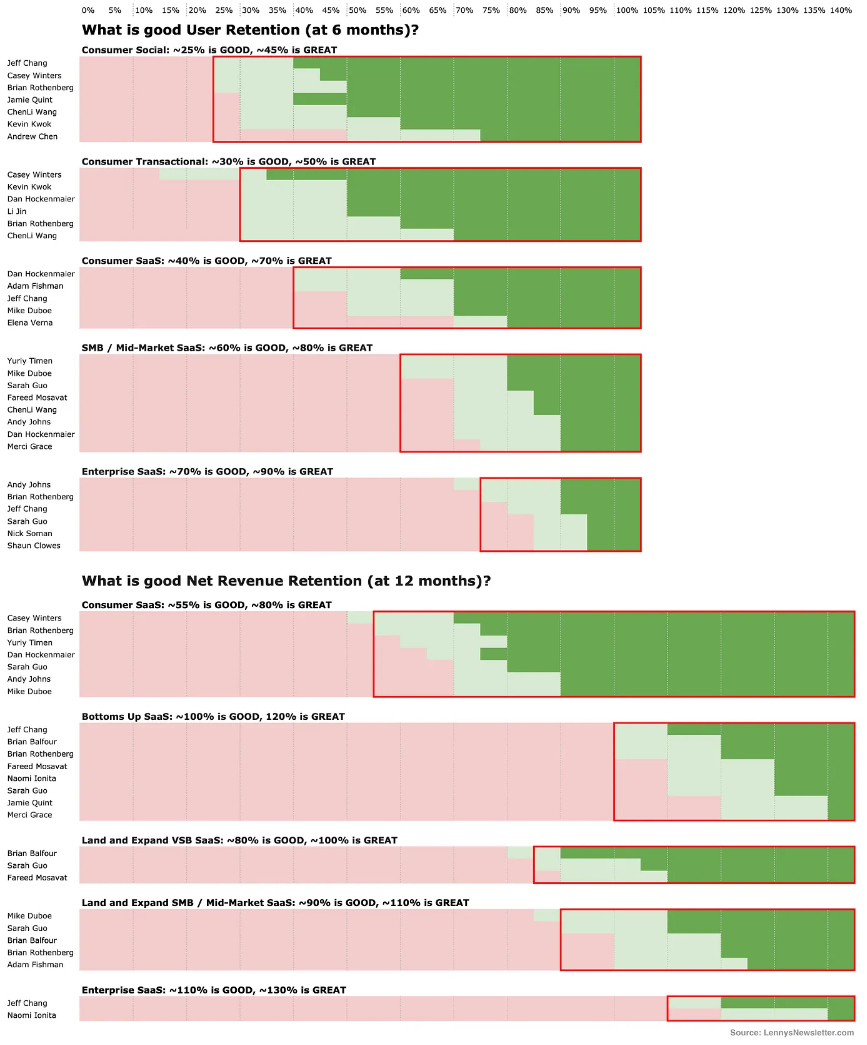 0% 5% 10% 15% 20% 25% 30% 35% 40% 45% 50% 55% 60% 65% 70% 75% 80% 85% 90% 95% 100% 105% 110% 115% 120% 125% 130% 135% 140%
What is good User Retention (at 6 months)?
Consumer Social: ~25% is GOOD, ~45% is GREAT
Jeff Chang
Casey Winters
Brian Rothenberg
Jamie Quint
ChenLi Wang
Kevin Kwok
Andrew Chen
Consumer Transactional: ~30% is GOOD, ~50% is GREAT
Casey Winters
Kevin Kwok
Dan Hockenmaier
Li Jin
Brian Rothenberg
ChenLi Wang
Consumer SaaS: ~40% is GOOD, ~70% is GREAT
Dan Hockenmaier
Adam Fishman
Jeff Chang
Mike Duboe
Elena Verna
SMB / Mid-Market SaaS: ~60% is GOOD, ~80% is GREAT
Yuriy Timen
Mike Duboe
Sarah Guo
Fareed Mosavat
ChenLi Wang
Andy Johns
Dan Hockenmaier
Merci Grace
Enterprise SaaS: ~70% is GOOD, ~90% is GREAT
Andy Johns
Brian Rothenberg
Jeff Chang
Sarah Guo
Nick Soman
Shaun Clowes
What is good Net Revenue Retention (at 12 months)?
Consumer SaaS: ~55% is GOOD, ~80% is GREAT
Casey Winters
Brian Rothenberg
Yuriy Timen
Dan Hockenmaier
Sarah Guo
Andy Johns
Mike Duboe
Bottoms Up SaaS: ~100% is GOOD, 120% is GREAT
Jeff Chang
Brian Balfour
Brian Rothenberg
Fareed Mosavat
Naomi Ionita
Sarah Guo
Jamie Quint
Merci Grace
Land and Expand VSB SaaS: ~80% is GOOD, ~100% is GREAT
Brian Balfour
Sarah Guo
Fareed Mosavat
Land and Expand SMB / Mid-Market SaaS: ~90% is GOOD, ~110% is GREAT
Mike Duboe
Sarah Guo
Brian Balfour
Brian Rothenberg
Adam Fishman
Enterprise SaaS: ~110% is GOOD, ~130% is GREAT
Jeff Chang
Naomi Ionita
Source: LennysNewsletter.com